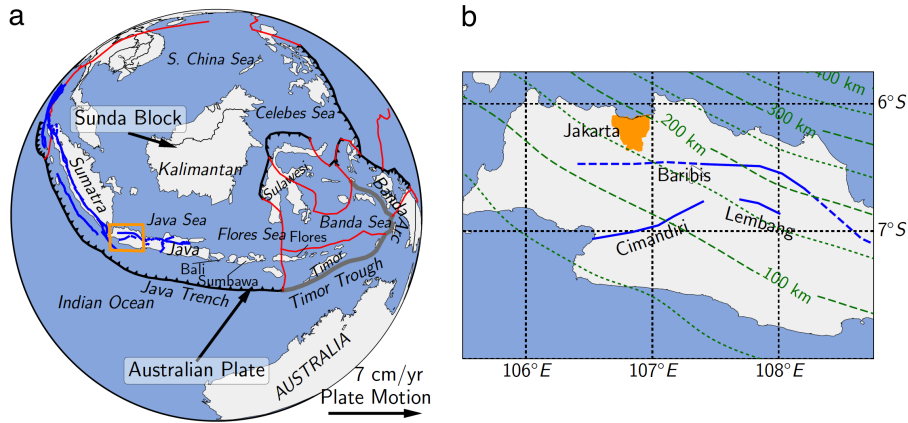 a
S. China Sea
Celebes Sea
Sunda Block
Kalimantan
Sulawesi
Sumatra
Banda Arc
Banda Sea
Java Sea
Flores Sea
Flores
Java
Bali
Sumbawa
Timor
Timor Trough
Java Trench
Indian Ocean
Australian Plate
AUSTRALIA
7 cm/yr
Plate Motion
b
400 km
300 km
200 km
100 km
Jakarta
Baribis
Lembang
Cimandiri
6°S
7°S
106°E
107°E
108°E